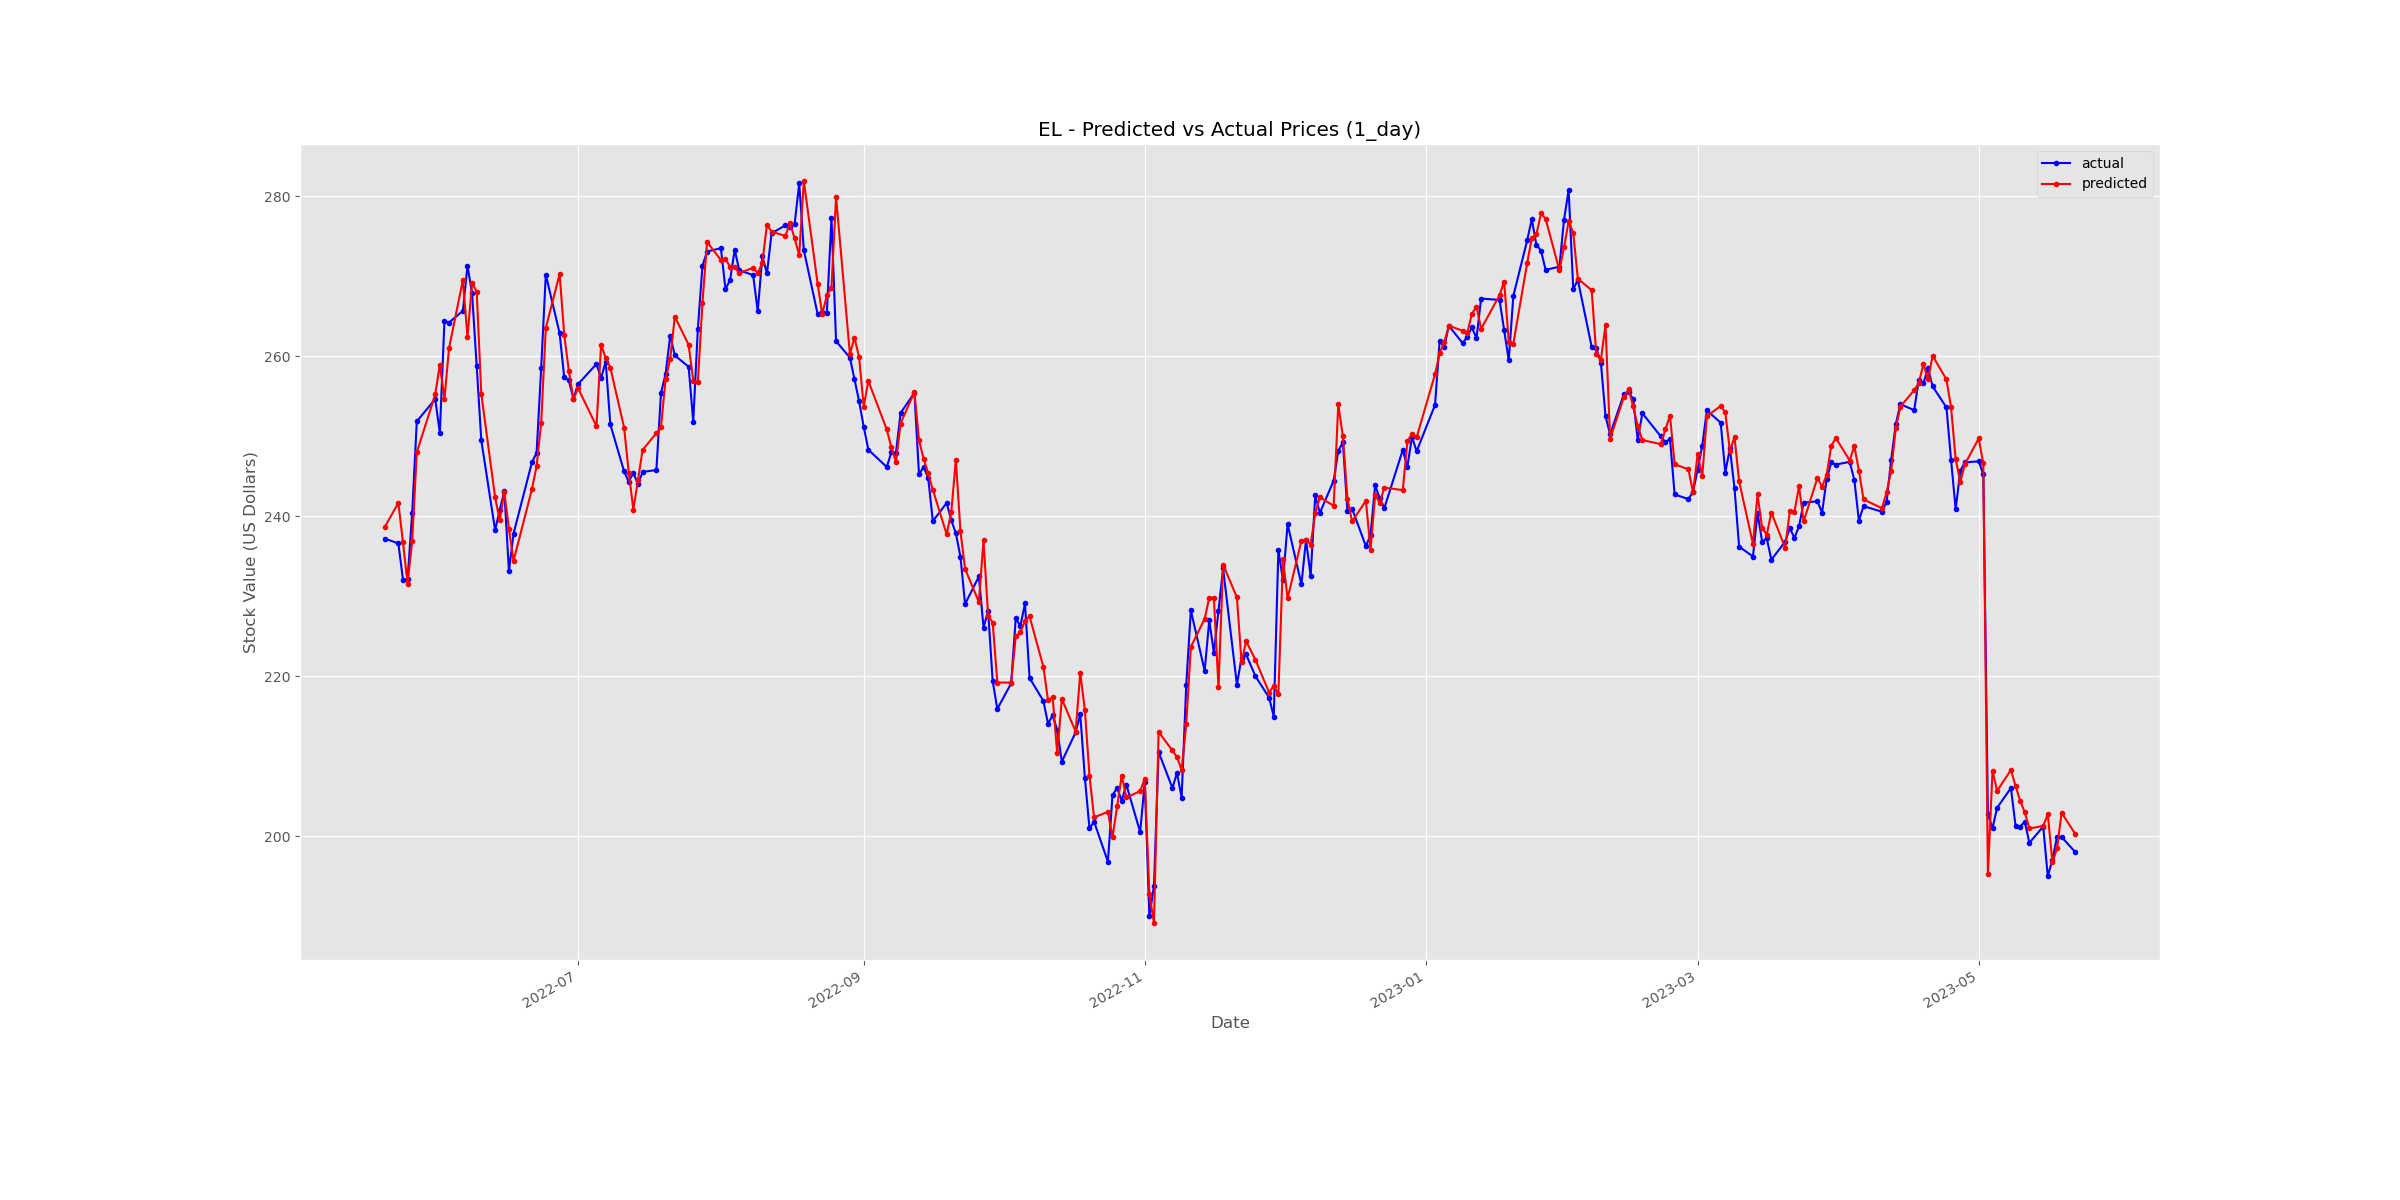 EL - Predicted vs Actual Prices (1_day)
actual
predicted
280
260
240
220
200
Stock Value (US Dollars)
2022-07
2022-09
2022-11
2023-01
2023-03
2023-05
Date